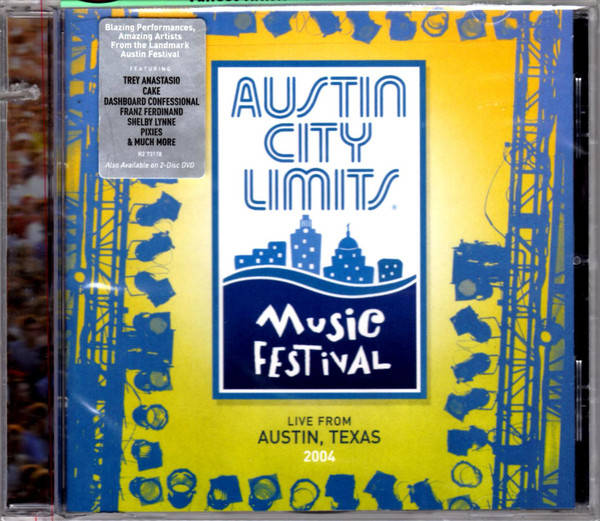 Blazing Performances,
Amazing Artists
From the Landmark
Austin Festival
FEATURING
TREY ANASTASIO
CAKE
DASHBOARD CONFESSIONAL
FRANZ FERDINAND
SHELBY LYNNE
PIXIES
& MUCH MORE
R2 73178
Also Available on 2-Disc DVD
AUSTIN
CITY
LIMITS®
MUSIC
FESTIVAL
LIVE FROM
AUSTIN, TEXAS
2004